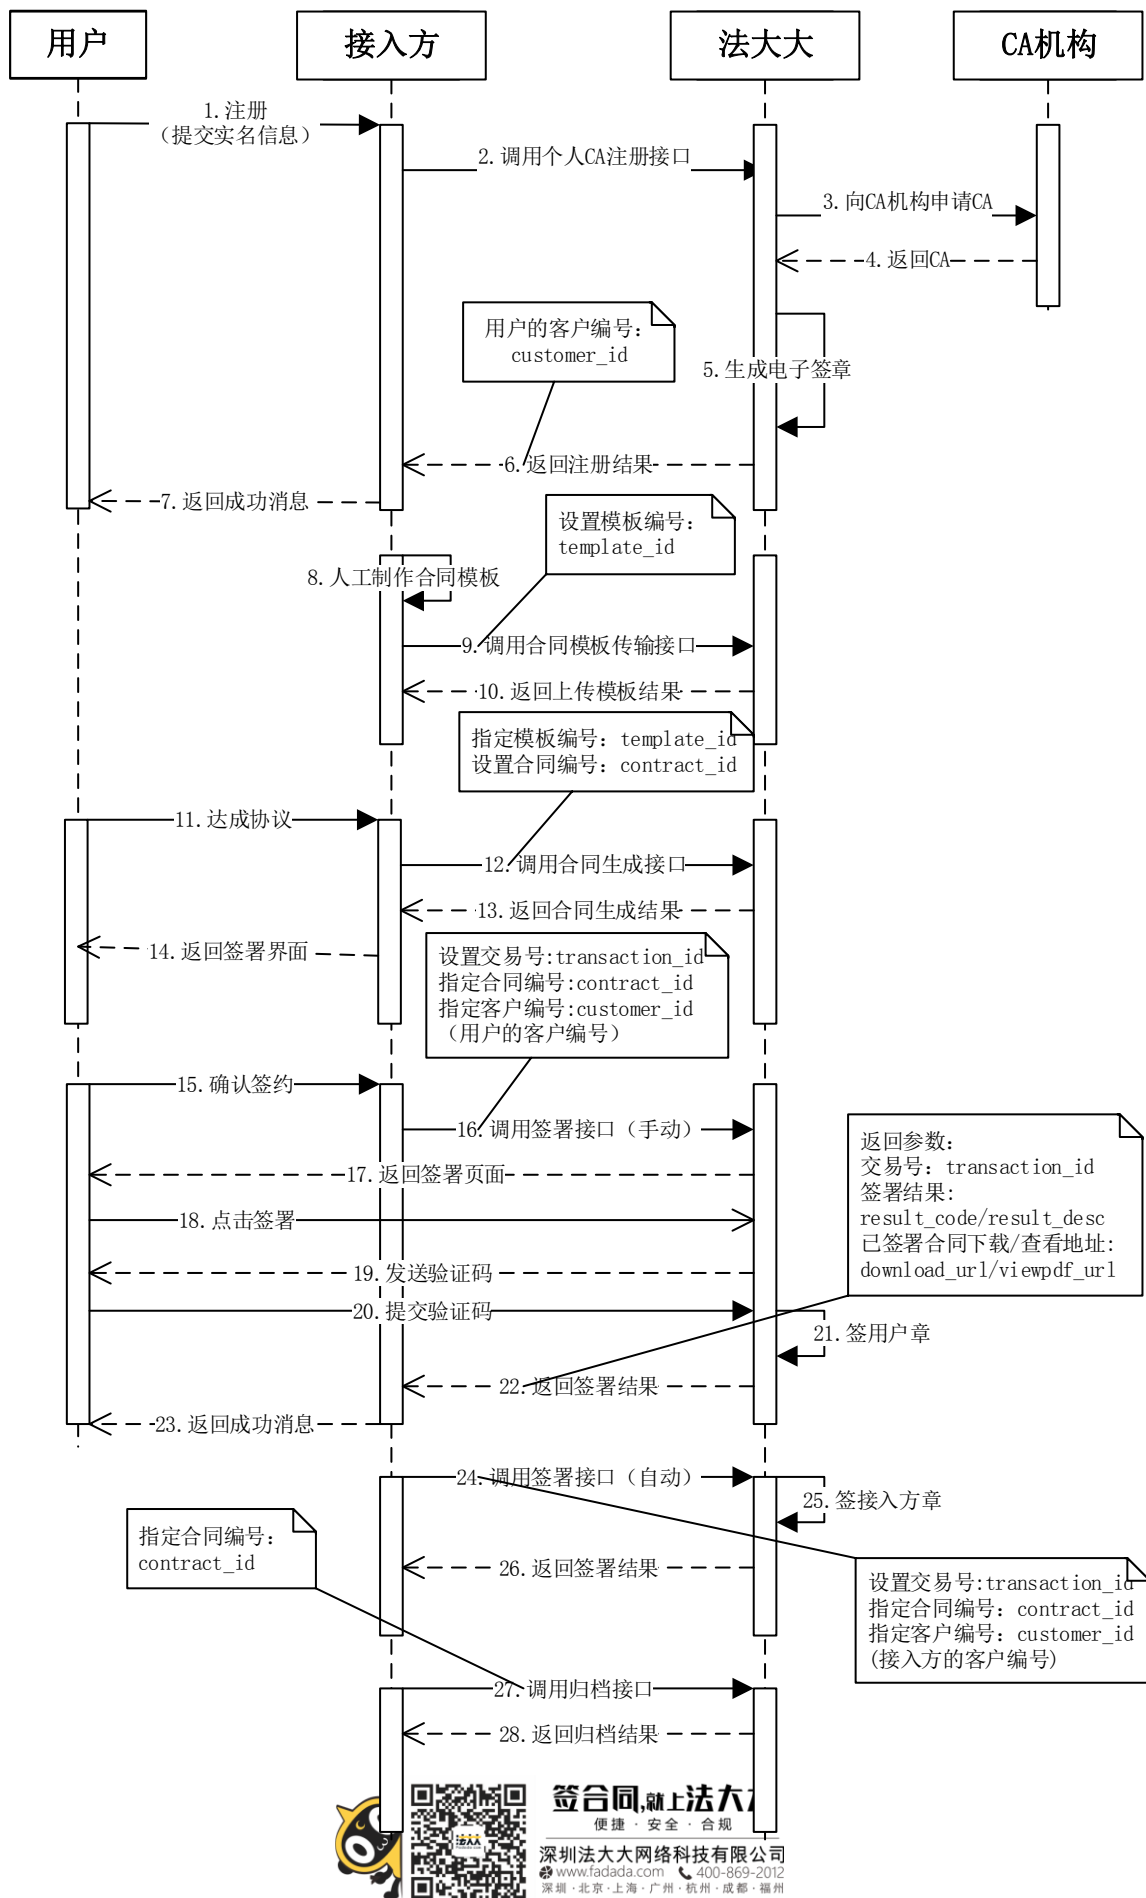 用户
接入方
法大大
CA机构
1.注册
（提交实名信息）
2.调用个人CA注册接口
3.向CA机构申请CA
4.返回CA
用户的客户编号：
customer_id
5.生成电子签章
6.返回注册结果
7.返回成功消息
设置模板编号：
template_id
8.人工制作合同模板
9.调用合同模板传输接口
10.返回上传模板结果
指定模板编号：template_id
设置合同编号：contract_id
11.达成协议
12.调用合同生成接口
13.返回合同生成结果
14.返回签署界面
设置交易号:transaction_id
指定合同编号:contract_id
指定客户编号:customer_id
（用户的客户编号）
15.确认签约
16.调用签署接口（手动）
返回参数：
交易号：transaction_id
签署结果：
result_code/result_desc
已签署合同下载/查看地址：
download_url/viewpdf_url
17.返回签署页面
18.点击签署
19.发送验证码
20.提交验证码
21.签用户章
22.返回签署结果
23.返回成功消息
24.调用签署接口（自动）
25.签接入方章
指定合同编号：
contract_id
26.返回签署结果
设置交易号:transaction_id
指定合同编号：contract_id
指定客户编号：customer_id
(接入方的客户编号)
27.调用归档接口
28.返回归档结果
签合同,就上法大
便捷 · 安全 · 合规
法大大
深圳法大大网络科技有限公司
www.fadada.com 400-869-2012
深圳 · 北京 · 上海 · 广州 · 杭州 · 成都 · 福州